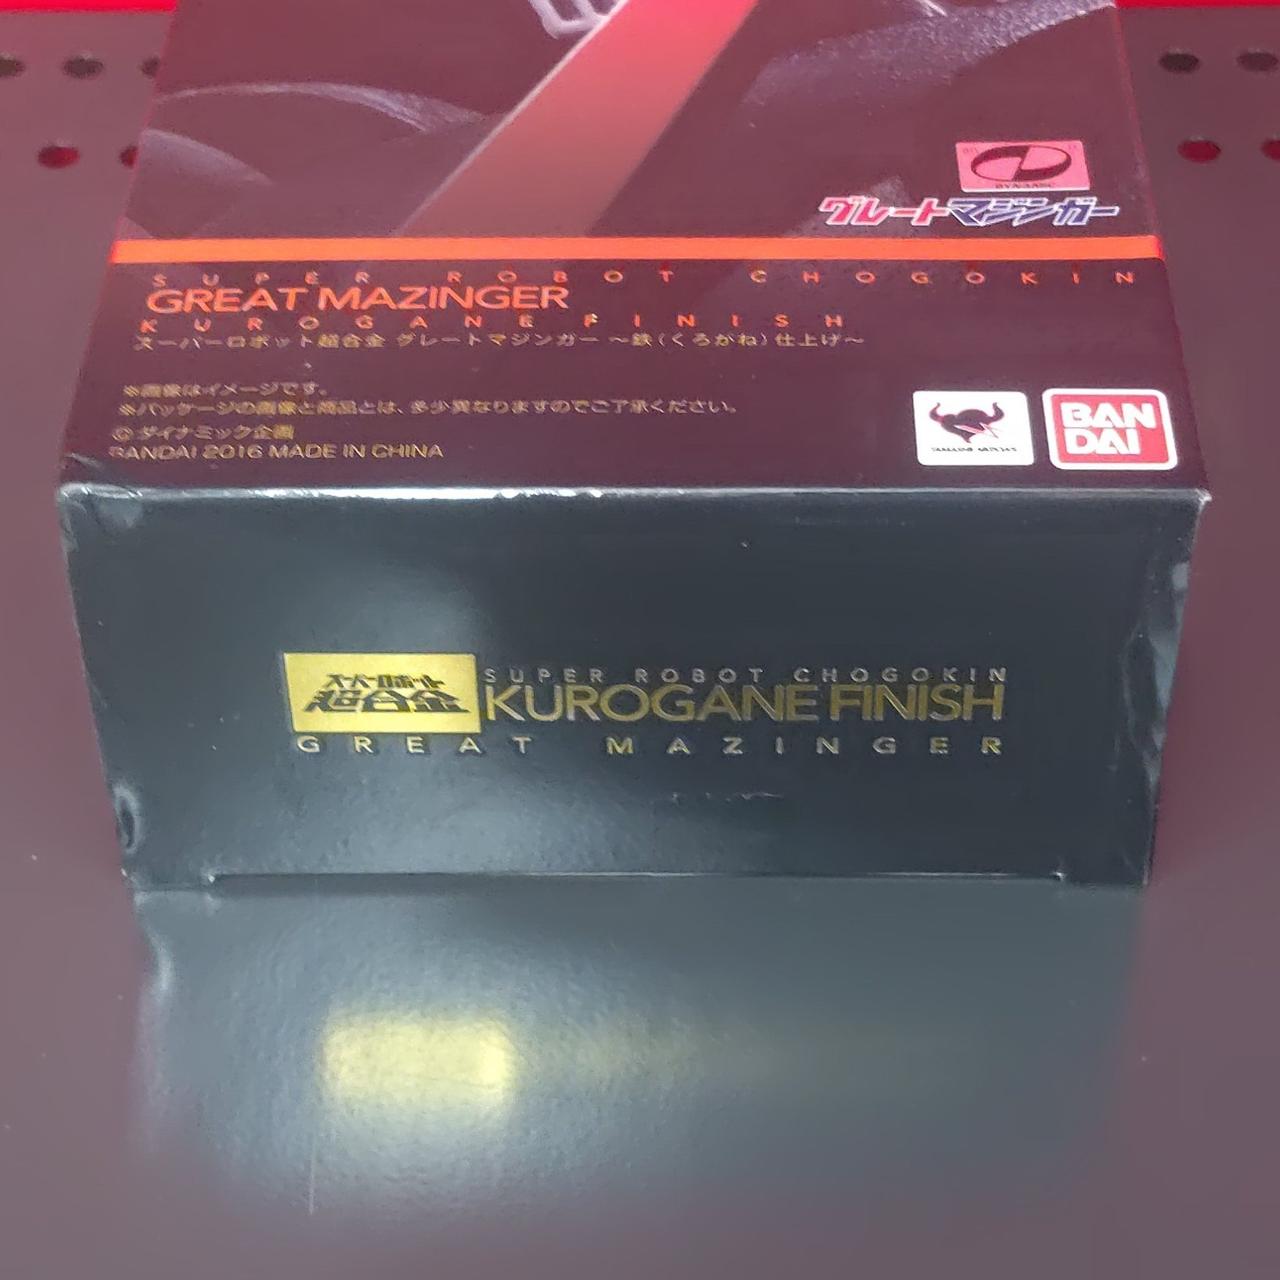 DYNAMIC
グレートマジンガー
SUPER ROBOT CHOGOKIN
GREAT MAZINGER
KUROGANE FINISH
スーパーロボット超合金 グレートマジンガー ～鉄(くろがね)仕上げ～
※画像はイメージです。
※パッケージの画像と商品とは、多少異なりますのでご了承ください。
© ダイナミック企画
BANDAI 2016 MADE IN CHINA
TAMASHII NATIONS
BAN
DAI
スーパーロボット
超合金
SUPER ROBOT CHOGOKIN
KUROGANE FINISH
GREAT MAZINGER